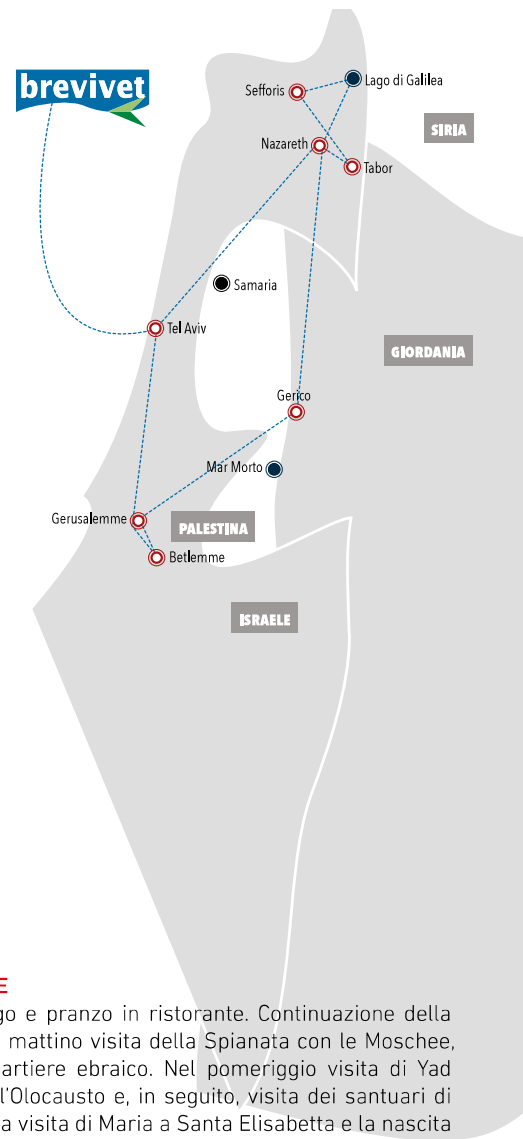 brevivet
Lago di Galilea
Sefforis
SIRIA
Nazareth
Tabor
Samaria
Tel Aviv
GIORDANIA
Gerico
Mar Morto
Gerusalemme
PALESTINA
Betlemme
ISRAELE
E
go e pranzo in ristorante. Continuazione della
mattino visita della Spianata con le Moschee,
artiere ebraico. Nel pomeriggio visita di Yad
l'Olocausto e, in seguito, visita dei santuari di
a visita di Maria a Santa Elisabetta e la nascita